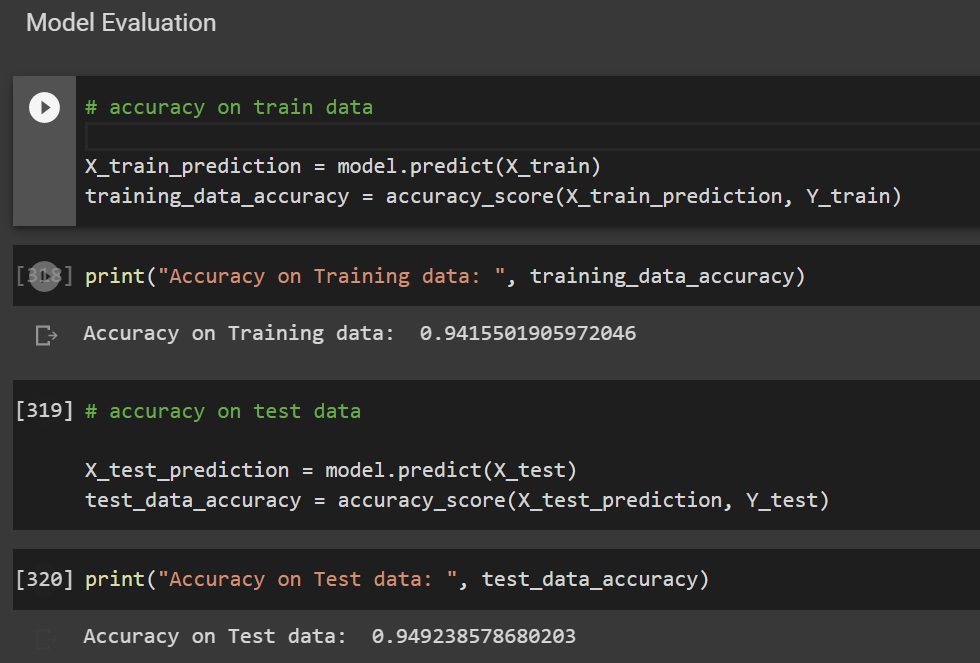 Model Evaluation
# accuracy on train data
X_train_prediction = model.predict(X_train)
training_data_accuracy = accuracy_score(X_train_prediction, Y_train)
[318] print("Accuracy on Training data: ", training_data_accuracy)
Accuracy on Training data:  0.9415501905972046
[319] # accuracy on test data
X_test_prediction = model.predict(X_test)
test_data_accuracy = accuracy_score(X_test_prediction, Y_test)
[320] print("Accuracy on Test data: ", test_data_accuracy)
Accuracy on Test data:  0.949238578680203